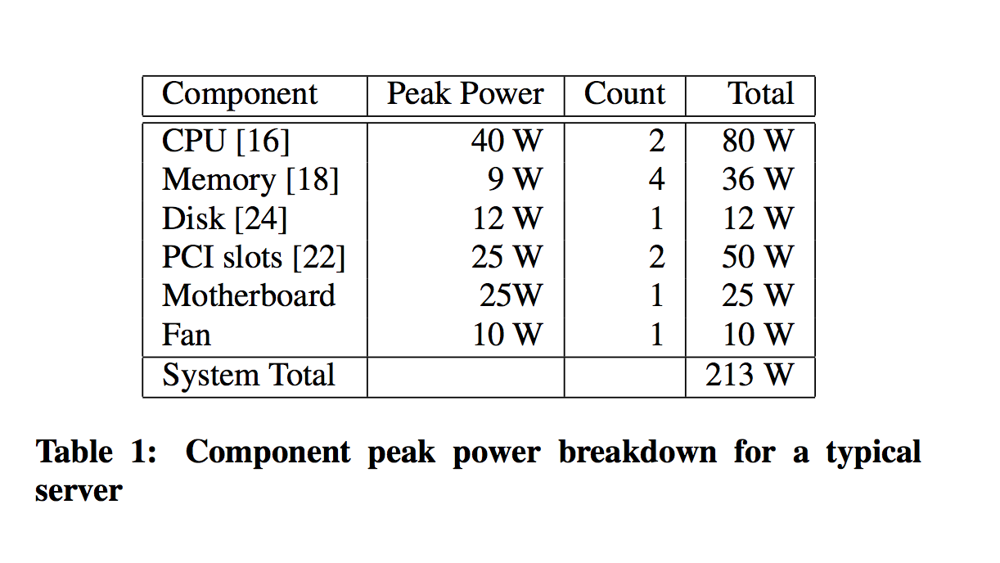 Component Peak Power Count Total
CPU [16] 40 W 2 80 W
Memory [18] 9 W 4 36 W
Disk [24] 12 W 1 12 W
PCI slots [22] 25 W 2 50 W
Motherboard 25W 1 25 W
Fan 10 W 1 10 W
System Total 213 W
Table 1: Component peak power breakdown for a typical
server